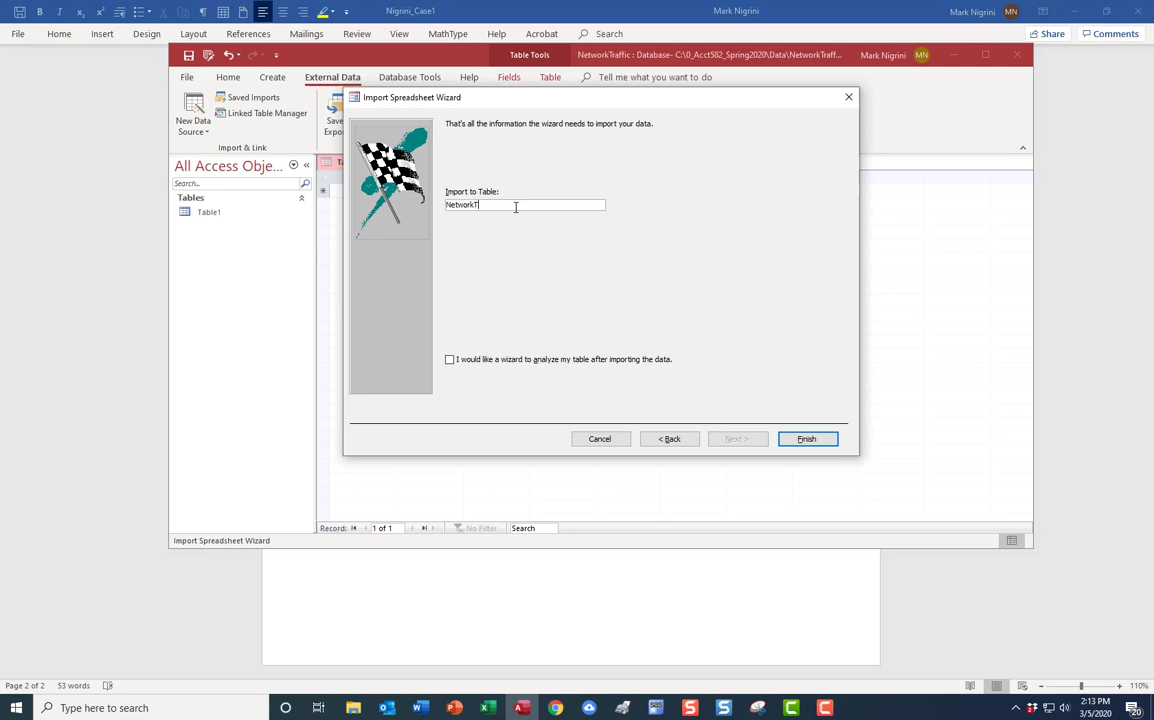 Nigrini_Case1
Mark Nigrini
Mark Nigrini MN
File Home Insert Design Layout References Mailings Review View MathType Help Acrobat Search Share Comments
Table Tools NetworkTraffic : Database- C:\0_Acct582_Spring2020\Data\NetworkTraff... Mark Nigrini MN
File Home Create External Data Database Tools Help Fields Table Tell me what you want to do
New Data Source
Saved Imports
Linked Table Manager
Import & Link
Import Spreadsheet Wizard
That's all the information the wizard needs to import your data.
Import to Table:
NetworkT
I would like a wizard to analyze my table after importing the data.
Cancel < Back Next > Finish
All Access Obje...
Search...
Tables
Table1
Record: 1 of 1 No Filter Search
Import Spreadsheet Wizard
Page 2 of 2 53 words 110%
Type here to search
2:13 PM
3/5/2020
20